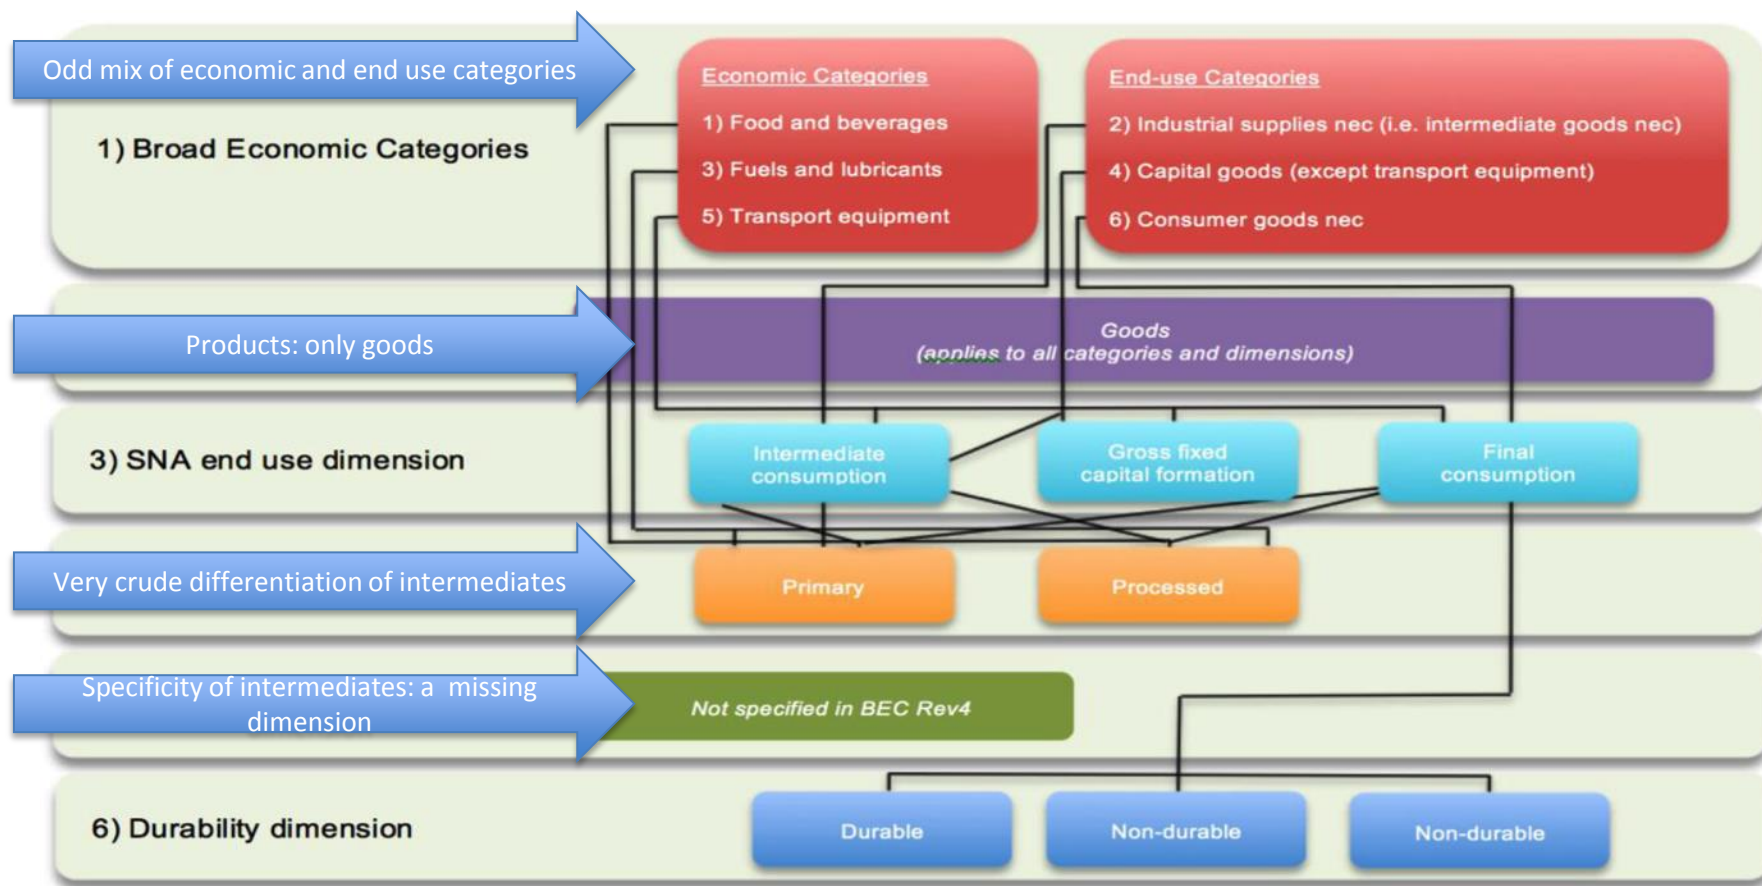 Odd mix of economic and end use categories
1) Broad Economic Categories
Economic Categories
1) Food and beverages
3) Fuels and lubricants
5) Transport equipment
End-use Categories
2) Industrial supplies nec (i.e. intermediate goods nec)
4) Capital goods (except transport equipment)
6) Consumer goods nec
Products: only goods
Goods
(applies to all categories and dimensions)
3) SNA end use dimension
Intermediate
consumption
Gross fixed
capital formation
Final
consumption
Very crude differentiation of intermediates
Primary
Processed
Specificity of intermediates: a missing
dimension
Not specified in BEC Rev4
6) Durability dimension
Durable
Non-durable
Non-durable